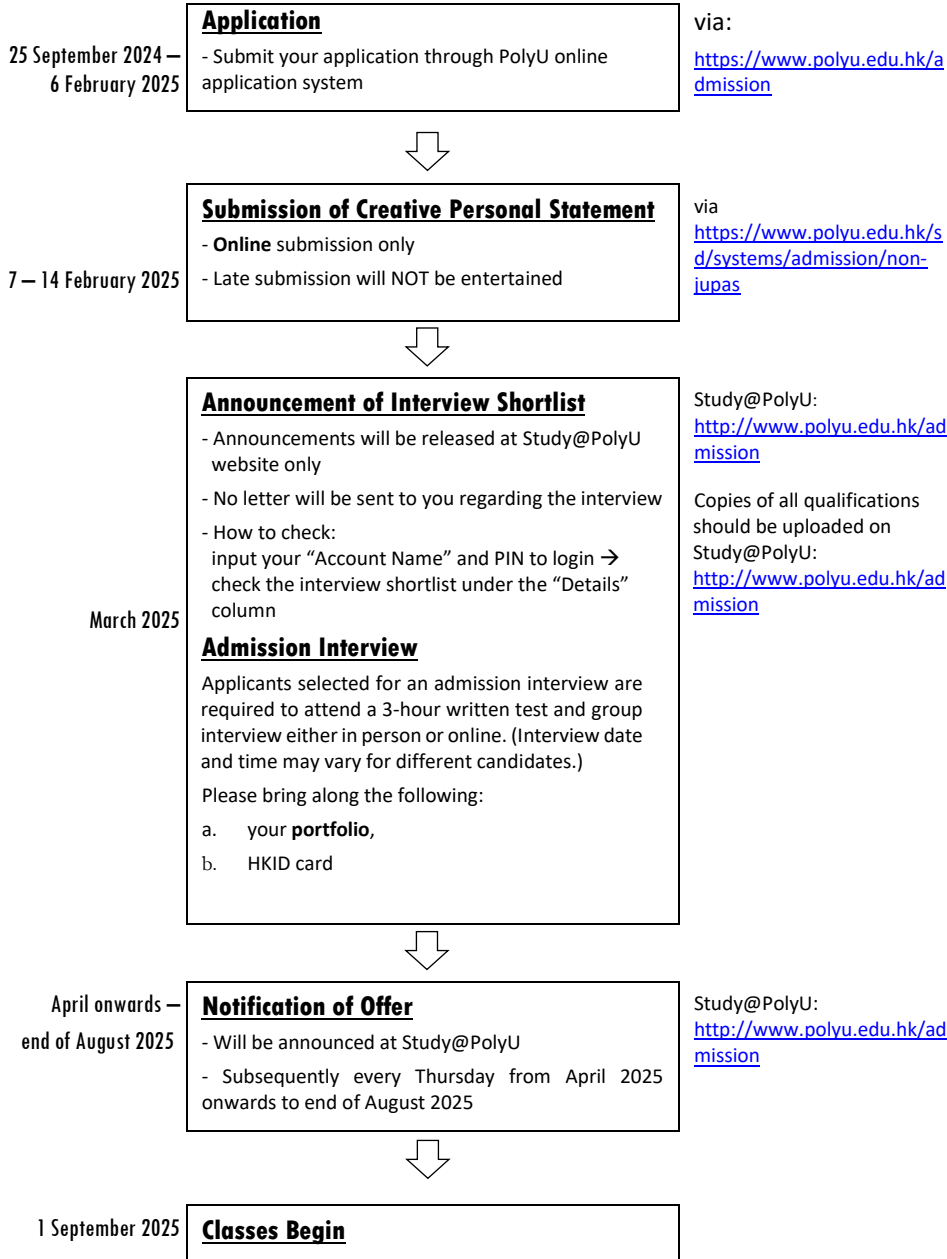 Application
25 September 2024 –
6 February 2025
- Submit your application through PolyU online
application system
via:
https://www.polyu.edu.hk/a
dmission
Submission of Creative Personal Statement
7 – 14 February 2025
- Online submission only
- Late submission will NOT be entertained
via
https://www.polyu.edu.hk/s
d/systems/admission/non-
jupas
Announcement of Interview Shortlist
- Announcements will be released at Study@PolyU
website only
- No letter will be sent to you regarding the interview
- How to check:
input your “Account Name” and PIN to login →
check the interview shortlist under the “Details”
column
March 2025
Admission Interview
Applicants selected for an admission interview are
required to attend a 3-hour written test and group
interview either in person or online. (Interview date
and time may vary for different candidates.)
Please bring along the following:
a. your portfolio,
b. HKID card
Study@PolyU:
http://www.polyu.edu.hk/ad
mission
Copies of all qualifications
should be uploaded on
Study@PolyU:
http://www.polyu.edu.hk/ad
mission
April onwards –
end of August 2025
Notification of Offer
- Will be announced at Study@PolyU
- Subsequently every Thursday from April 2025
onwards to end of August 2025
Study@PolyU:
http://www.polyu.edu.hk/ad
mission
1 September 2025
Classes Begin